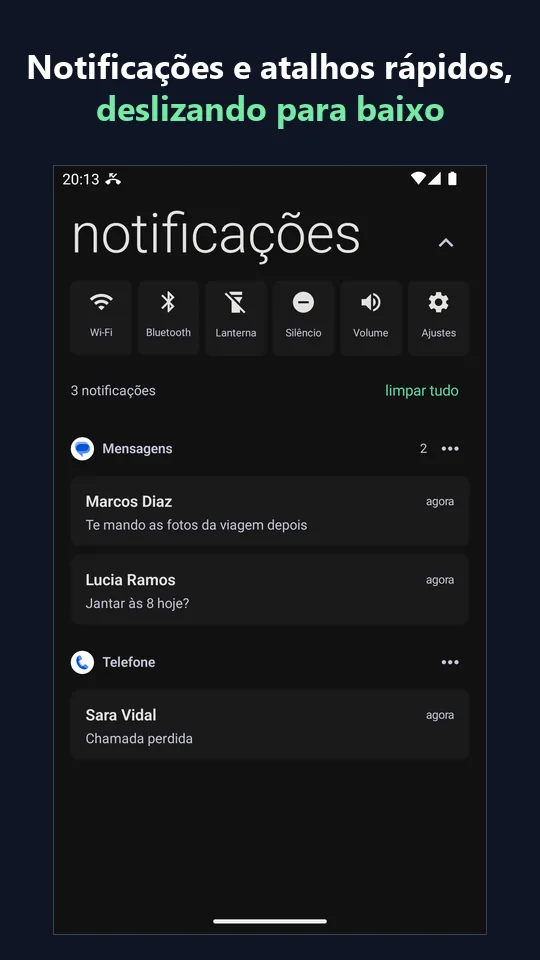 Notificações e atalhos rápidos,
deslizando para baixo
20:13
notificações
Wi-Fi
Bluetooth
Lanterna
Silêncio
Volume
Ajustes
3 notificações
limpar tudo
Mensagens
2
Marcos Diaz
agora
Te mando as fotos da viagem depois
Lucia Ramos
agora
Jantar às 8 hoje?
Telefone
Sara Vidal
agora
Chamada perdida